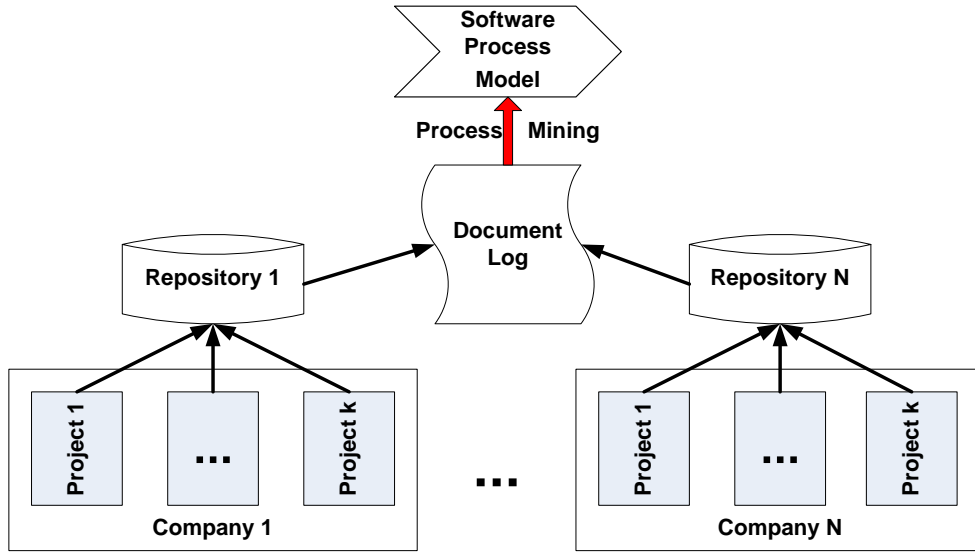 Software
Process
Model
Process Mining
Document
Log
Repository 1
Repository N
Project 1
...
Project k
Company 1
...
Project 1
...
Project k
Company N